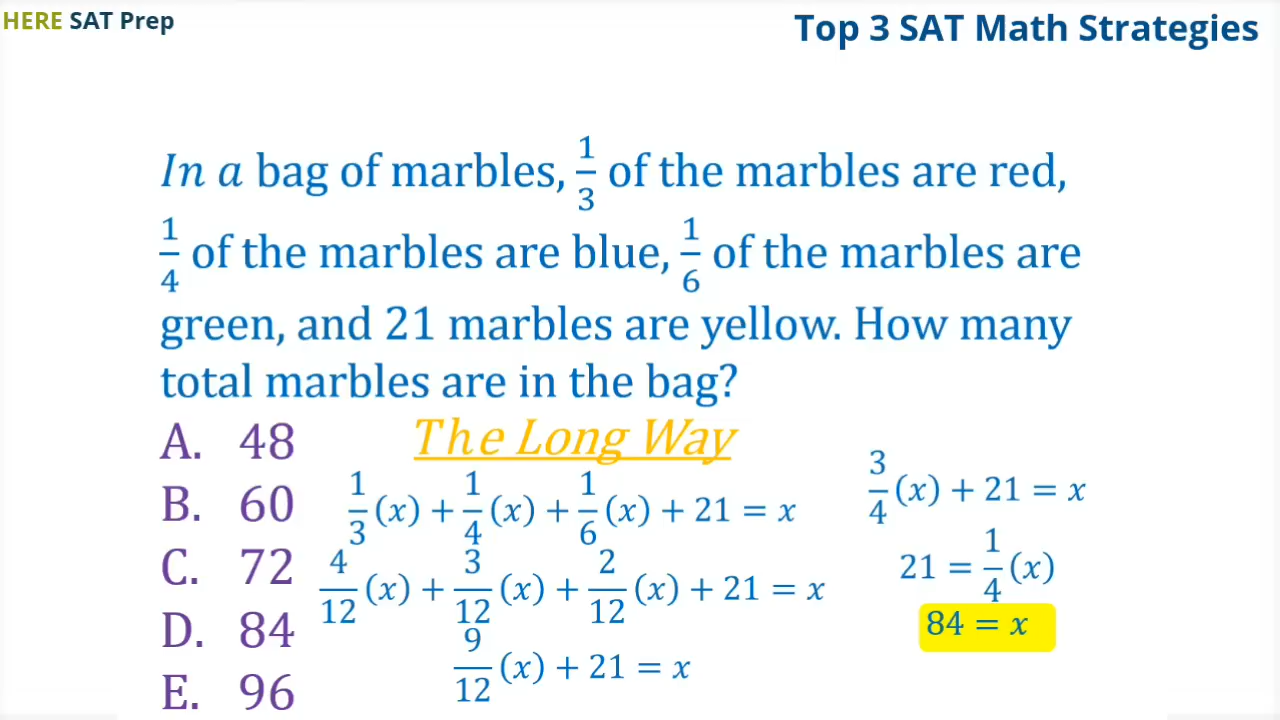 HERE SAT Prep
Top 3 SAT Math Strategies
In a bag of marbles, 1/3 of the marbles are red,
1/4 of the marbles are blue, 1/6 of the marbles are
green, and 21 marbles are yellow. How many
total marbles are in the bag?
A. 48
B. 60
C. 72
D. 84
E. 96
The Long Way
1/3(x) + 1/4(x) + 1/6(x) + 21 = x
4/12(x) + 3/12(x) + 2/12(x) + 21 = x
9/12(x) + 21 = x
3/4(x) + 21 = x
21 = 1/4(x)
84 = x